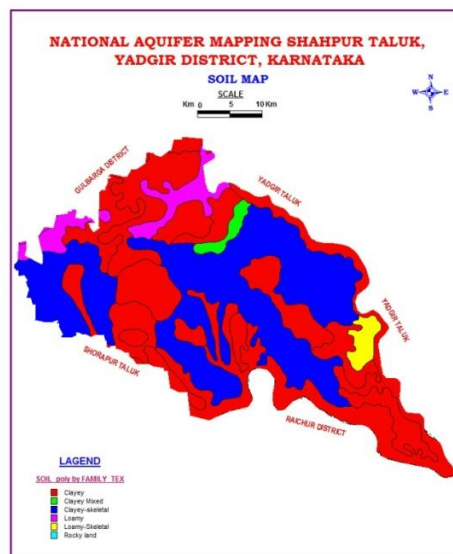 NATIONAL AQUIFER MAPPING SHAHPUR TALUK,
YADGIR DISTRICT, KARNATAKA
SOIL MAP
SCALE
Km 0 5 10 Km
N
W E
S
GULBARGA DISTRICT
YADGIR TALUK
YADGIR TALUK
SHORAPUR TALUK
RAICHUR DISTRICT
LAGEND
SOIL_poly by FAMILY_TEX
Clayey
Clayey Mixed
Clayey-skeletal
Loamy
Loamy-Skeletal
Rocky land